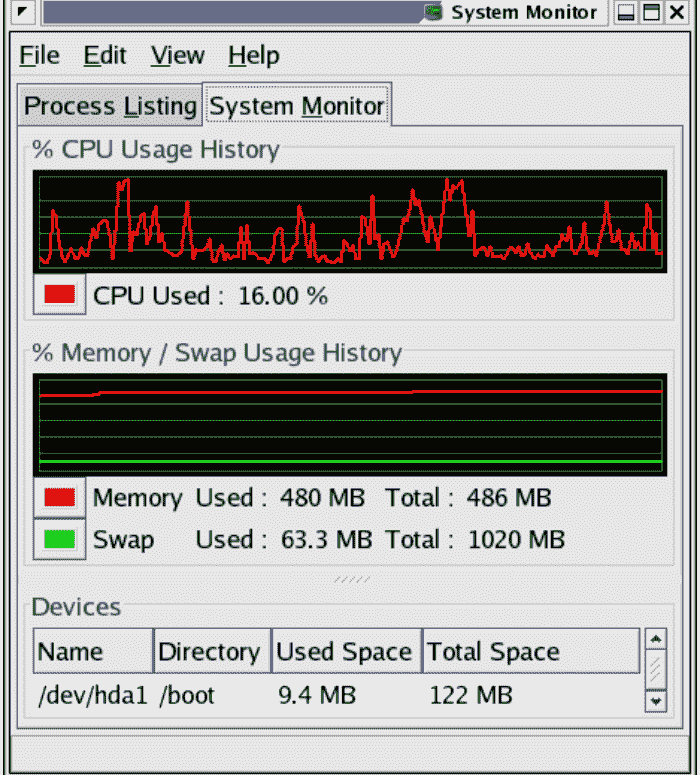 System Monitor
File Edit View Help
Process Listing System Monitor
% CPU Usage History
CPU Used : 16.00 %
% Memory / Swap Usage History
Memory Used : 480 MB Total : 486 MB
Swap Used : 63.3 MB Total : 1020 MB
Devices
Name Directory Used Space Total Space
/dev/hda1 /boot 9.4 MB 122 MB